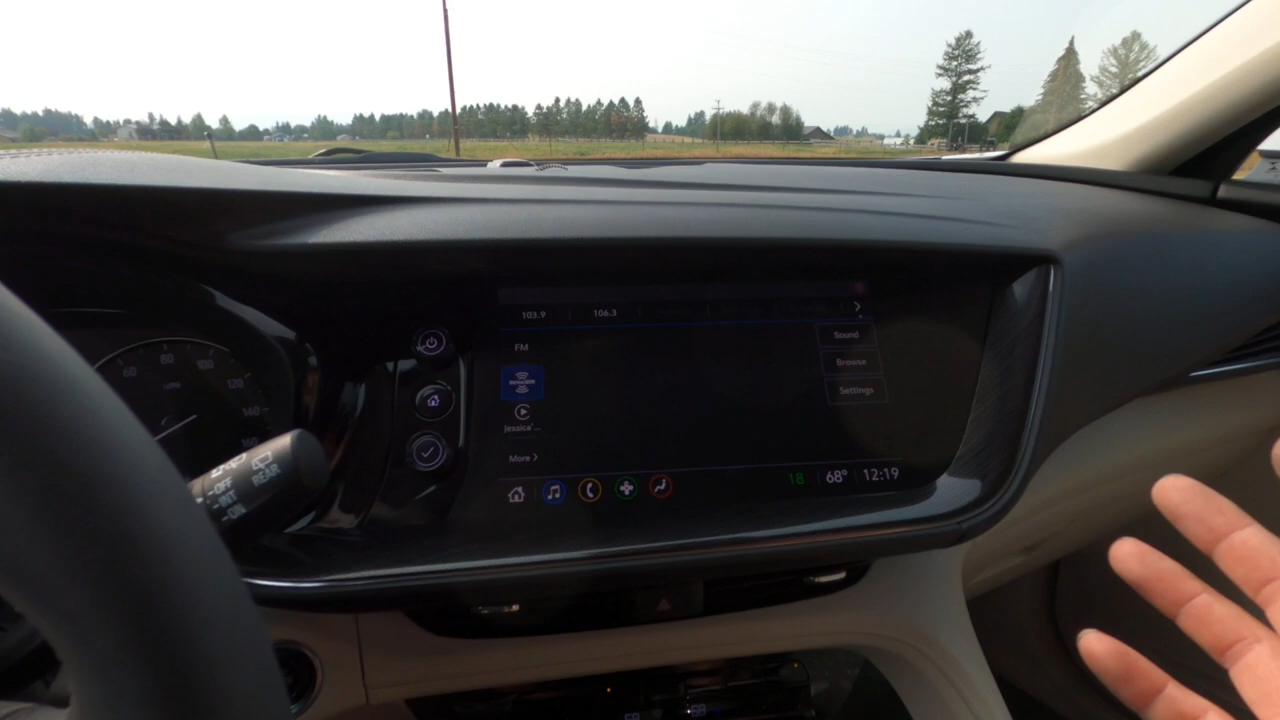 103.9 106.3
FM
Sound
Browse
Settings
Jessica'...
More
18 68° 12:19
60 80 100 120 140 160
REAR
OFF
INT
ON
68